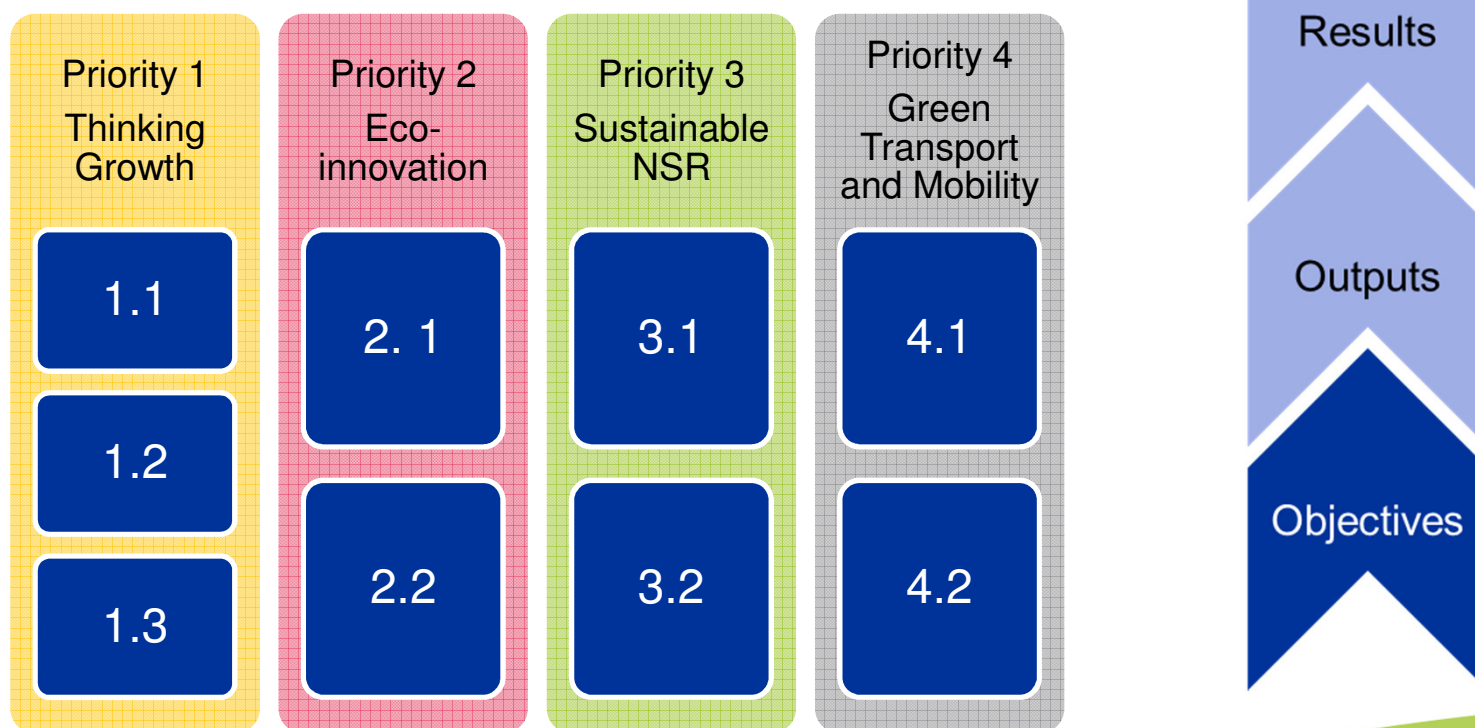 Priority 1
Thinking
Growth
1.1
1.2
1.3
Priority 2
Eco-
innovation
2. 1
2.2
Priority 3
Sustainable
NSR
3.1
3.2
Priority 4
Green
Transport
and Mobility
4.1
4.2
Results
Outputs
Objectives